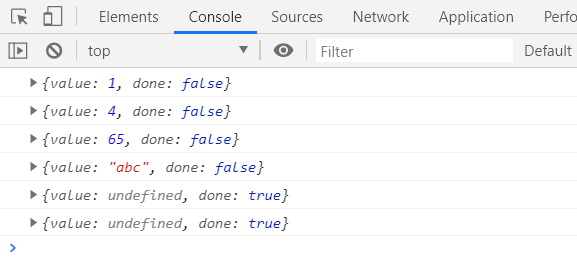 Elements Console Sources Network Application Perfo
top Filter Default
{value: 1, done: false}
{value: 4, done: false}
{value: 65, done: false}
{value: "abc", done: false}
{value: undefined, done: true}
{value: undefined, done: true}